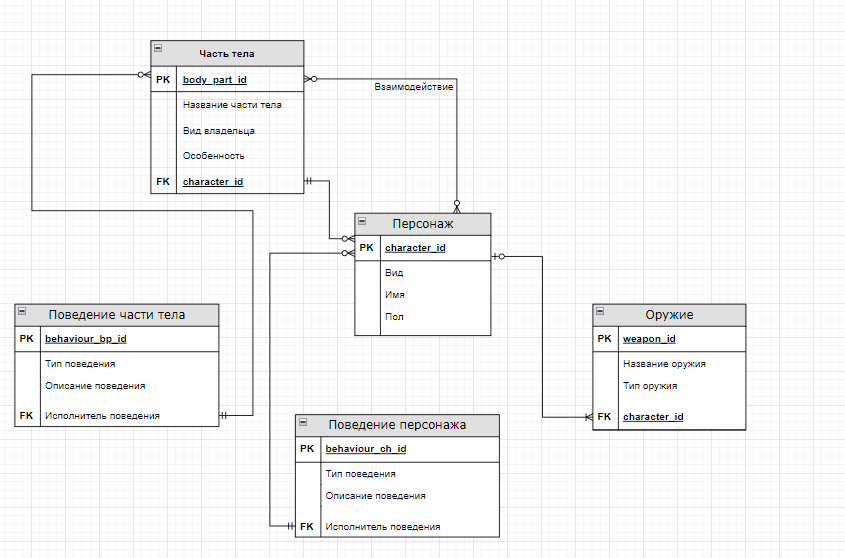 Часть тела
PK body_part_id
Название части тела
Вид владельца
Особенность
FK character_id
Взаимодействие
Персонаж
PK character_id
Вид
Имя
Пол
Поведение части тела
PK behaviour_bp_id
Тип поведения
Описание поведения
FK Исполнитель поведения
Оружие
PK weapon_id
Название оружия
Тип оружия
FK character_id
Поведение персонажа
PK behaviour_ch_id
Тип поведения
Описание поведения
FK Исполнитель поведения